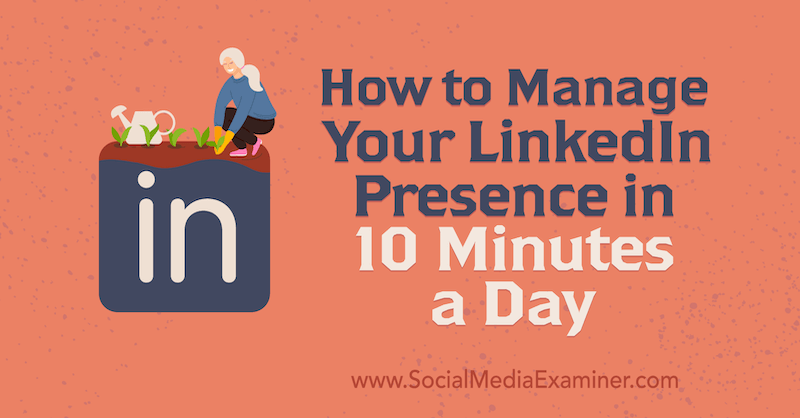 in
How to Manage
Your LinkedIn
Presence in
10 Minutes
a Day
www.SocialMediaExaminer.com